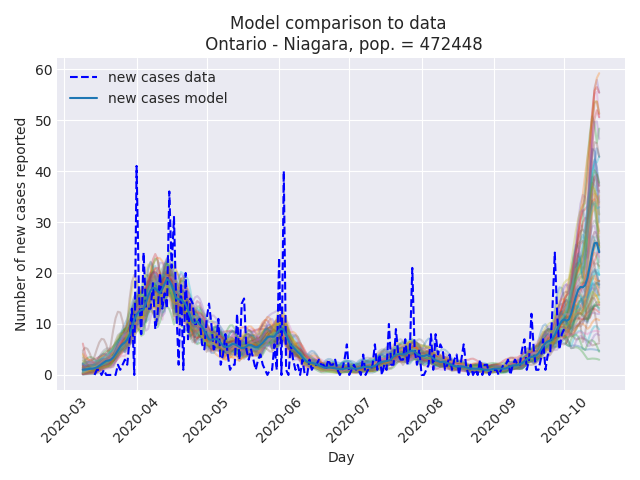 Model comparison to data
Ontario - Niagara, pop. = 472448
new cases data
new cases model
Number of new cases reported
60
50
40
30
20
10
0
2020-03
2020-04
2020-05
2020-06
2020-07
2020-08
2020-09
2020-10
Day